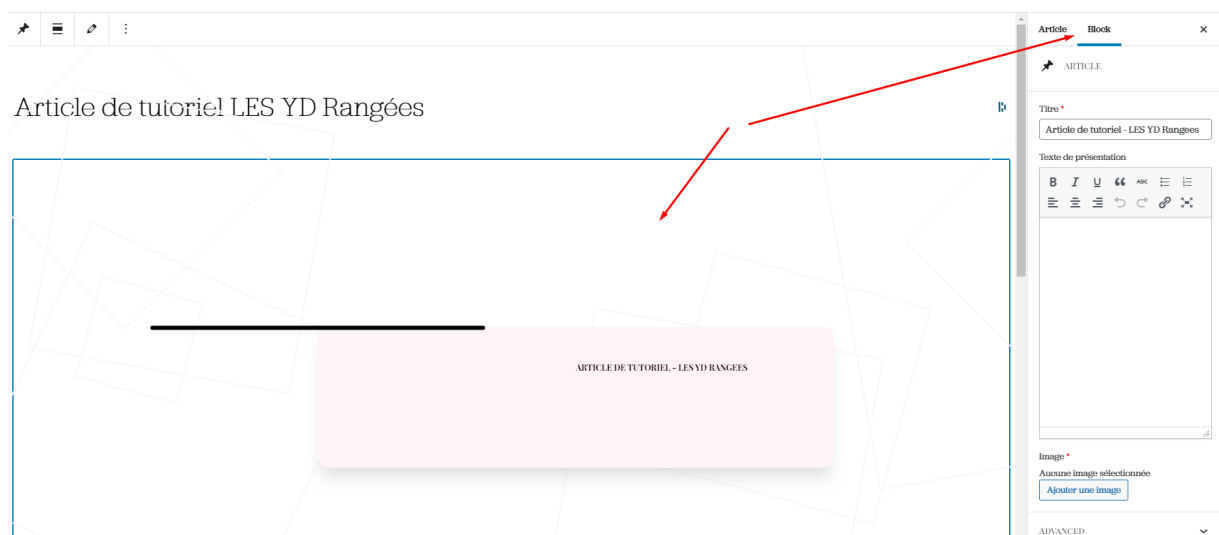 Article Block
ARTICLE
Article de tutoriel LES YD Rangées
Titre *
Article de tutoriel - LES YD Rangees
Texte de présentation
B I U ABC
ARTICLE DE TUTORIEL - LES YD RANGEES
Image *
Aucune image sélectionnée
Ajouter une image
ADVANCED